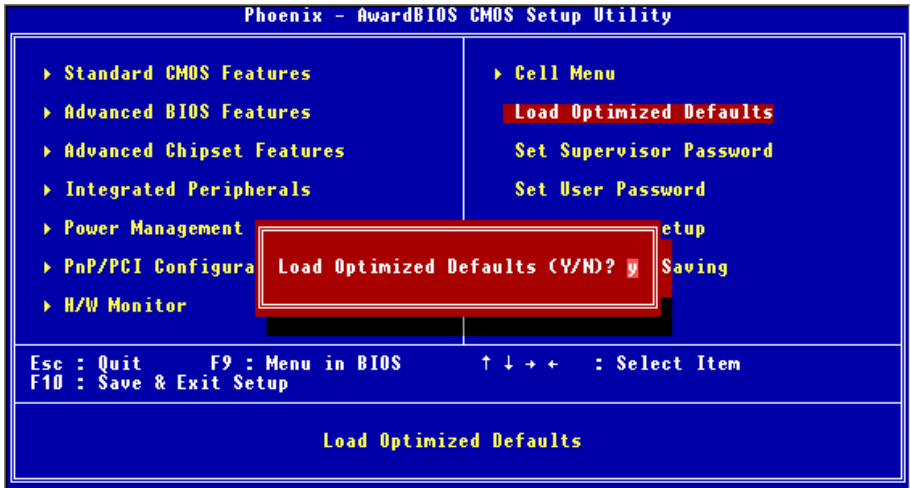 Phoenix - AwardBIOS CMOS Setup Utility
▸ Standard CMOS Features
▸ Advanced BIOS Features
▸ Advanced Chipset Features
▸ Integrated Peripherals
▸ Power Management
▸ PnP/PCI Configura
▸ H/W Monitor
▸ Cell Menu
Load Optimized Defaults
Set Supervisor Password
Set User Password
etup
Saving
Load Optimized Defaults (Y/N)? y
Esc : Quit F9 : Menu in BIOS ↑ ↓ → ← : Select Item
F10 : Save & Exit Setup
Load Optimized Defaults